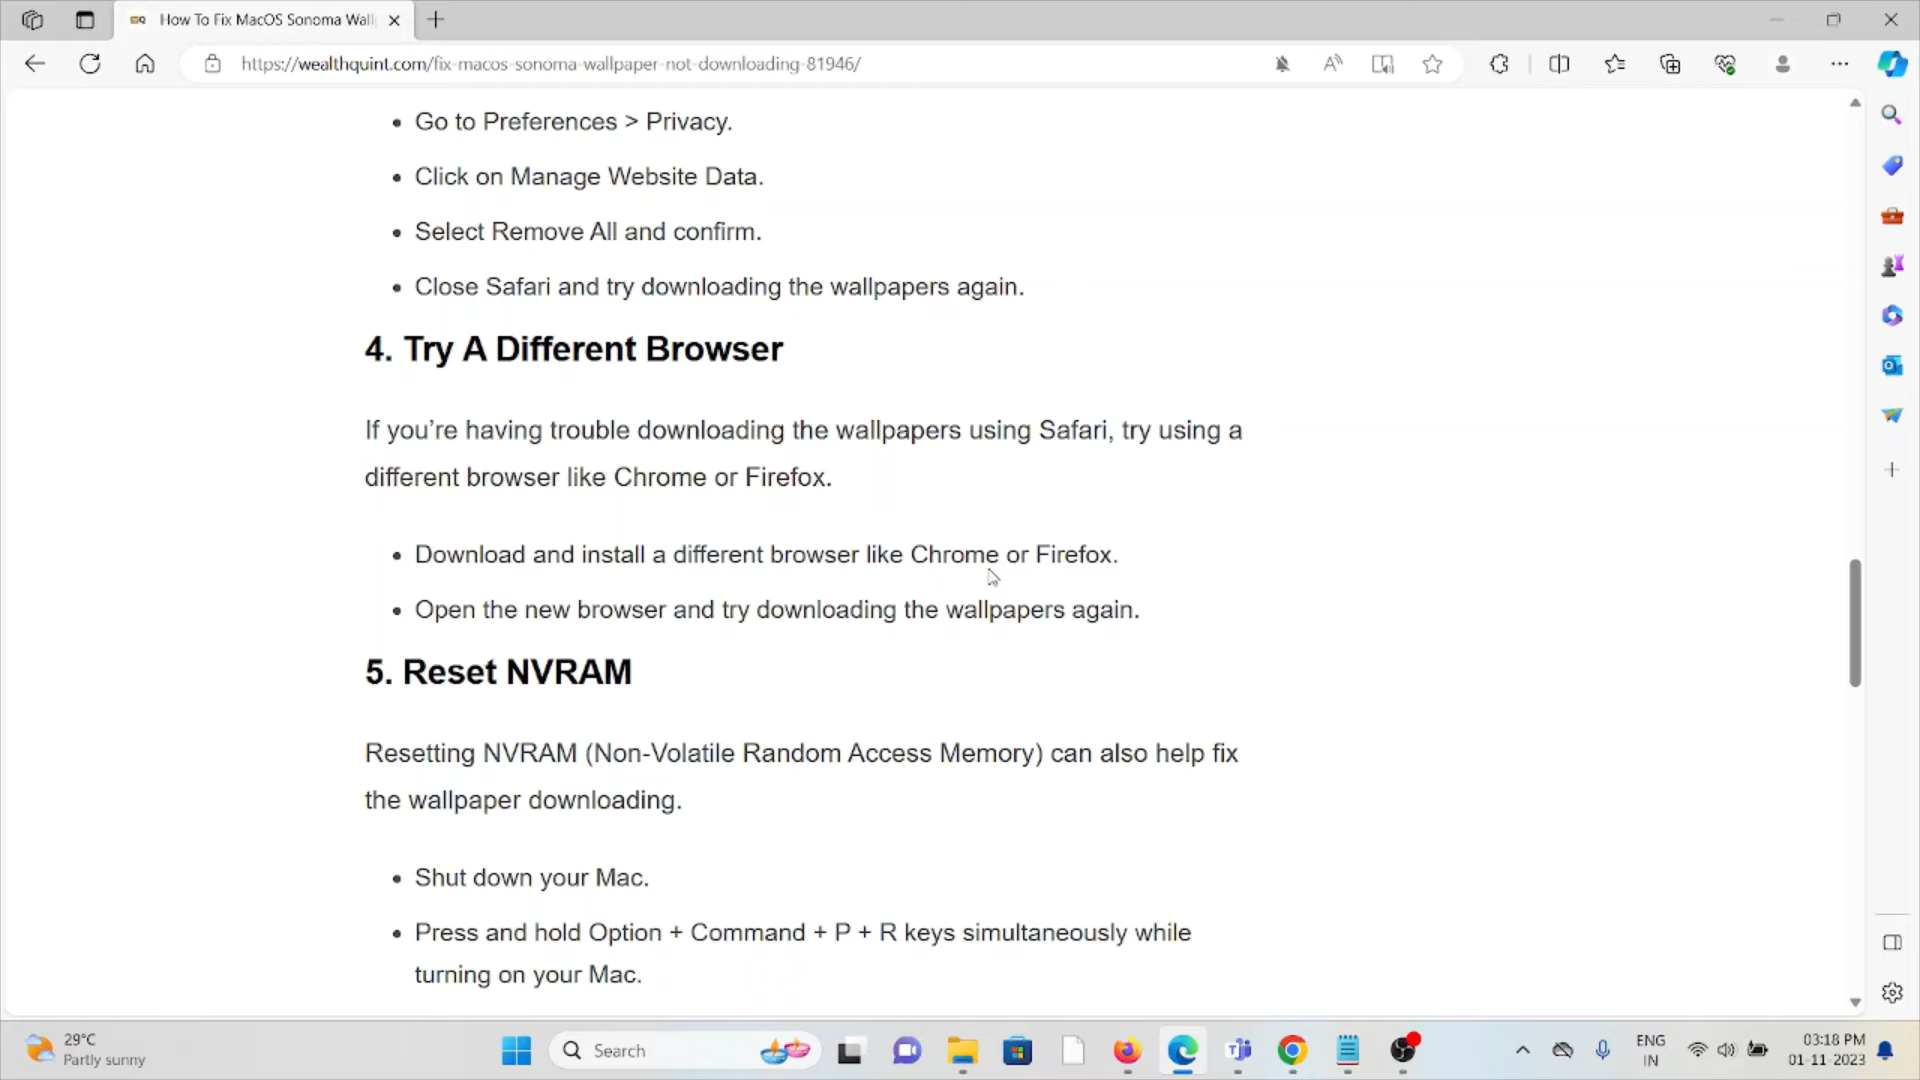 How To Fix MacOS Sonoma Wall
https://wealthquint.com/fix-macos-sonoma-wallpaper-not-downloading-81946/
• Go to Preferences > Privacy.
• Click on Manage Website Data.
• Select Remove All and confirm.
• Close Safari and try downloading the wallpapers again.
4. Try A Different Browser
If you’re having trouble downloading the wallpapers using Safari, try using a
different browser like Chrome or Firefox.
• Download and install a different browser like Chrome or Firefox.
• Open the new browser and try downloading the wallpapers again.
5. Reset NVRAM
Resetting NVRAM (Non-Volatile Random Access Memory) can also help fix
the wallpaper downloading.
• Shut down your Mac.
• Press and hold Option + Command + P + R keys simultaneously while
turning on your Mac.
29°C
Partly sunny
Search
ENG
IN
03:18 PM
01-11-2023